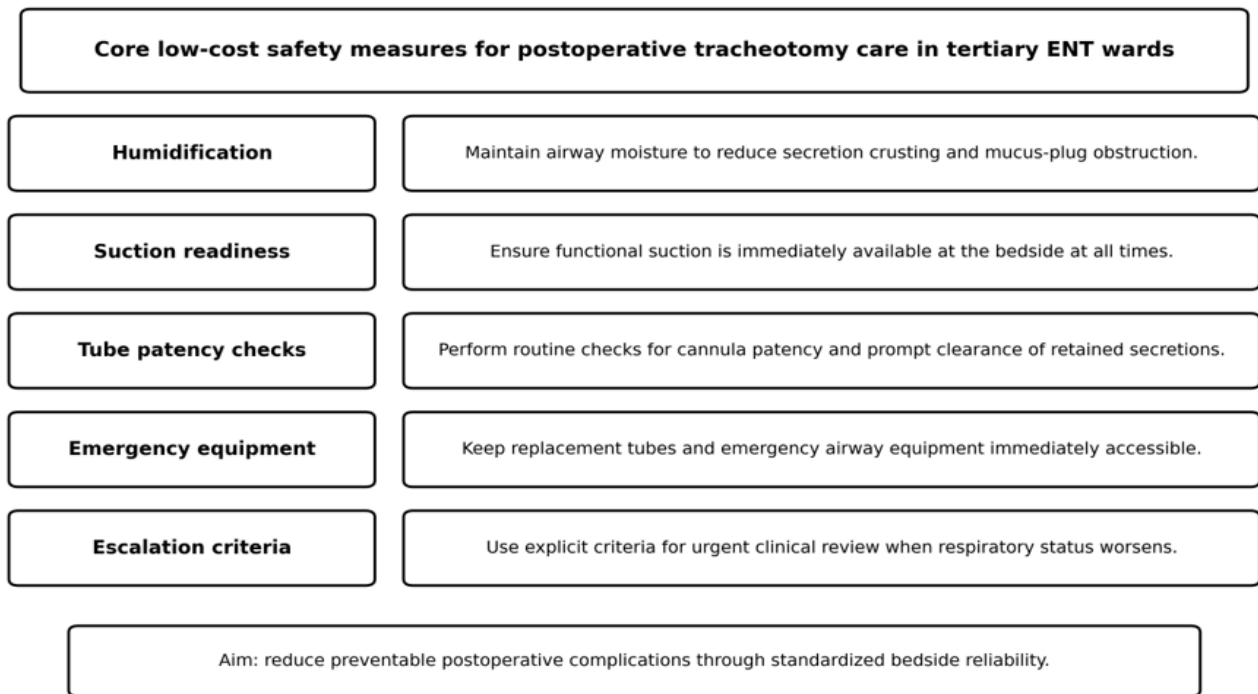 Core low-cost safety measures for postoperative tracheotomy care in tertiary ENT wards
Humidification
Maintain airway moisture to reduce secretion crusting and mucus-plug obstruction.
Suction readiness
Ensure functional suction is immediately available at the bedside at all times.
Tube patency checks
Perform routine checks for cannula patency and prompt clearance of retained secretions.
Emergency equipment
Keep replacement tubes and emergency airway equipment immediately accessible.
Escalation criteria
Use explicit criteria for urgent clinical review when respiratory status worsens.
Aim: reduce preventable postoperative complications through standardized bedside reliability.